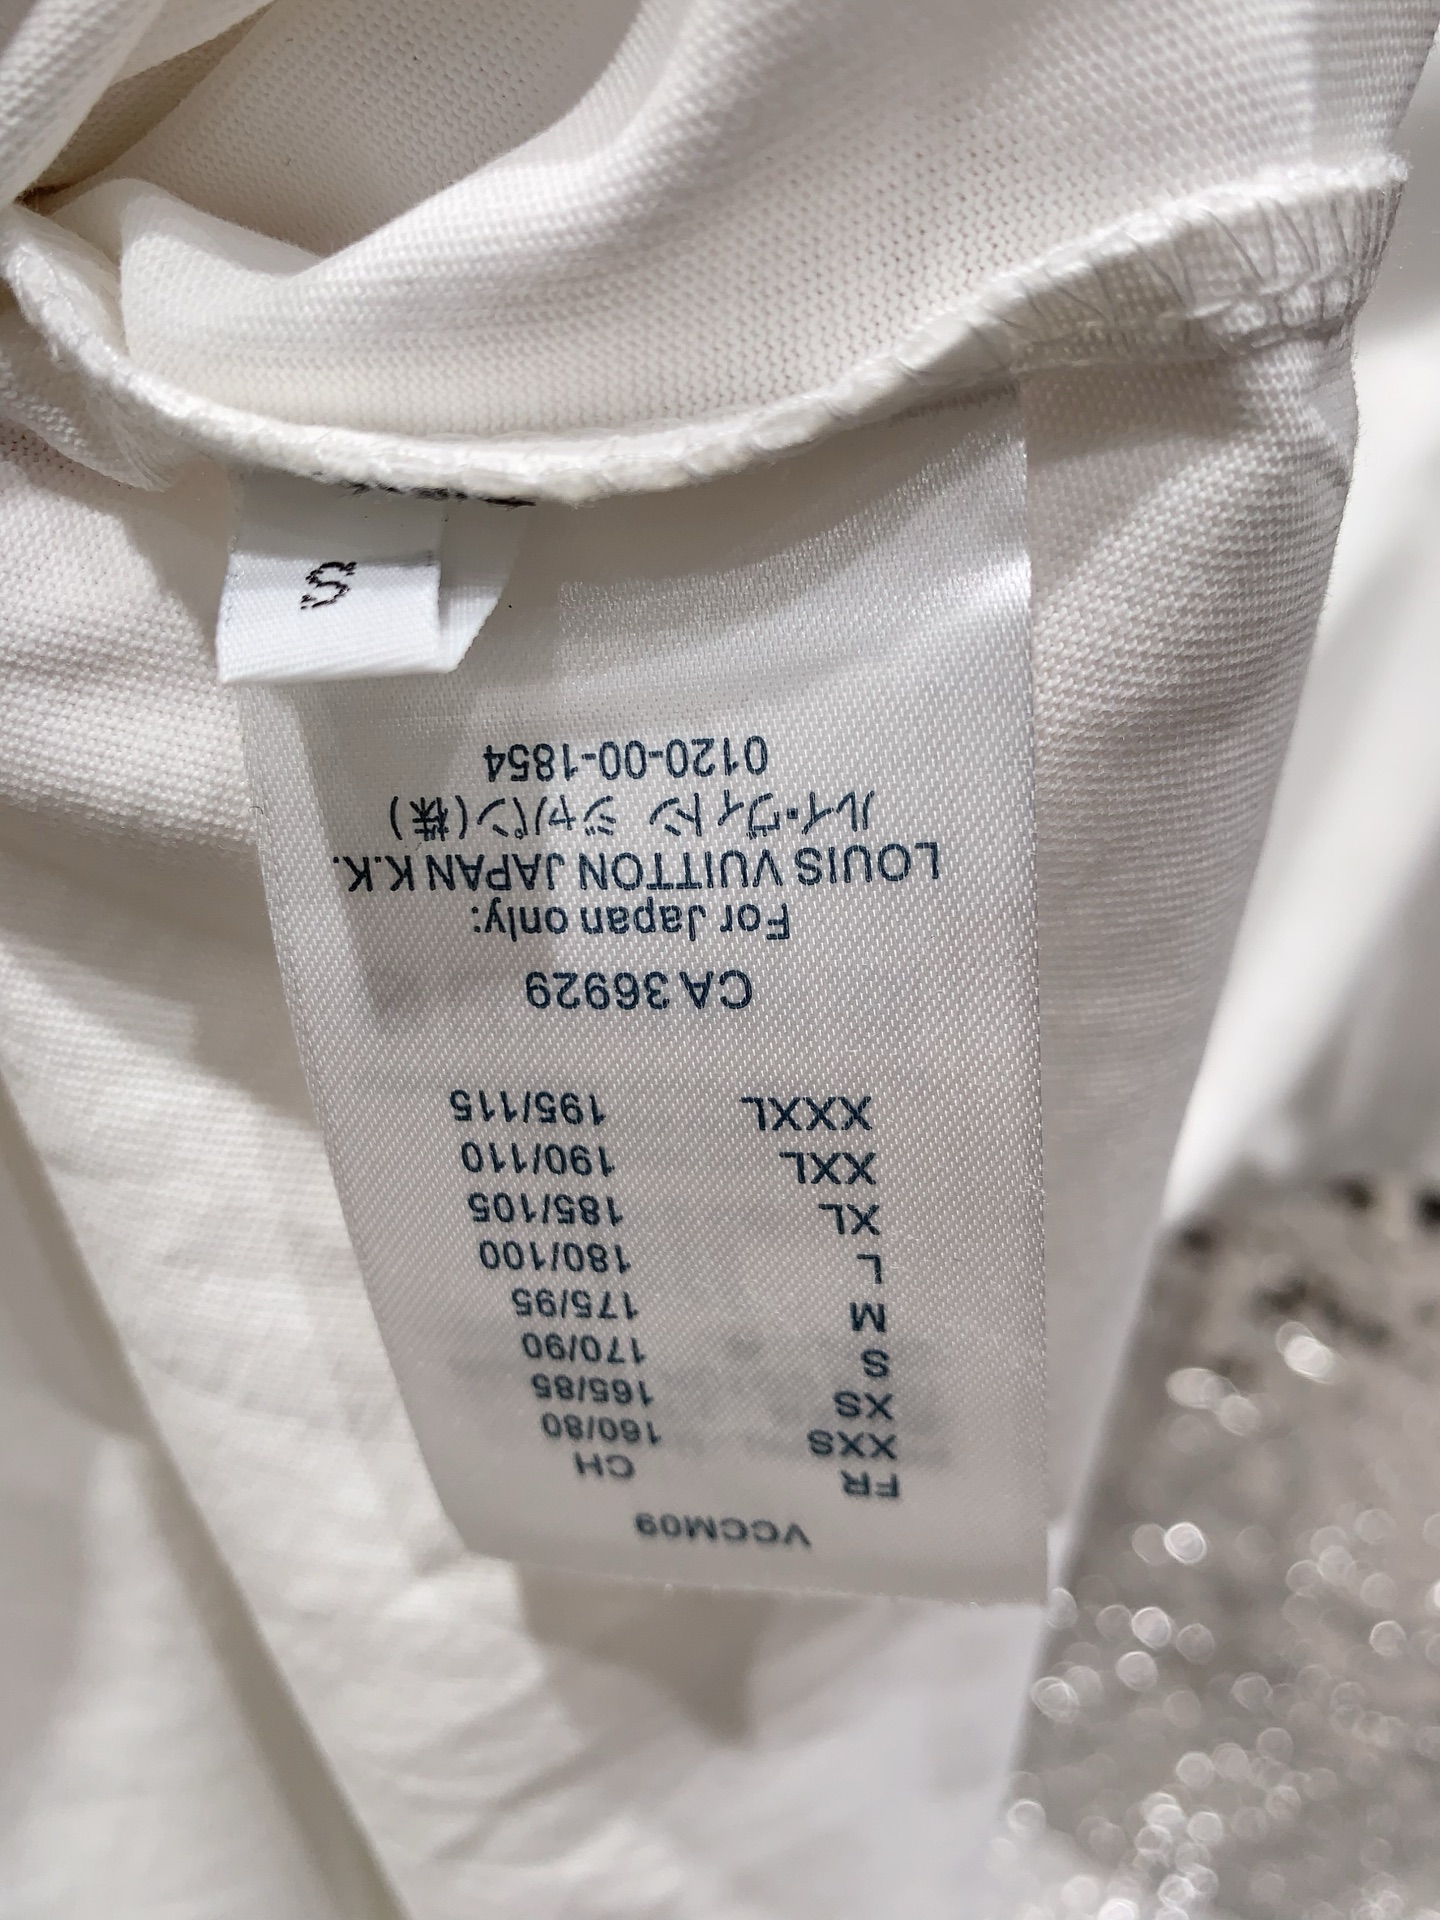 VCCM09
FR CH
XXS 160/80
XS 165/85
S 170/90
M 175/95
L 180/100
XL 185/105
XXL 190/110
XXXL 195/115
CA 36929
For Japan only:
LOUIS VUITTON JAPAN K.K.
ルイ・ヴィトン ジャパン(株)
0120-00-1854
S